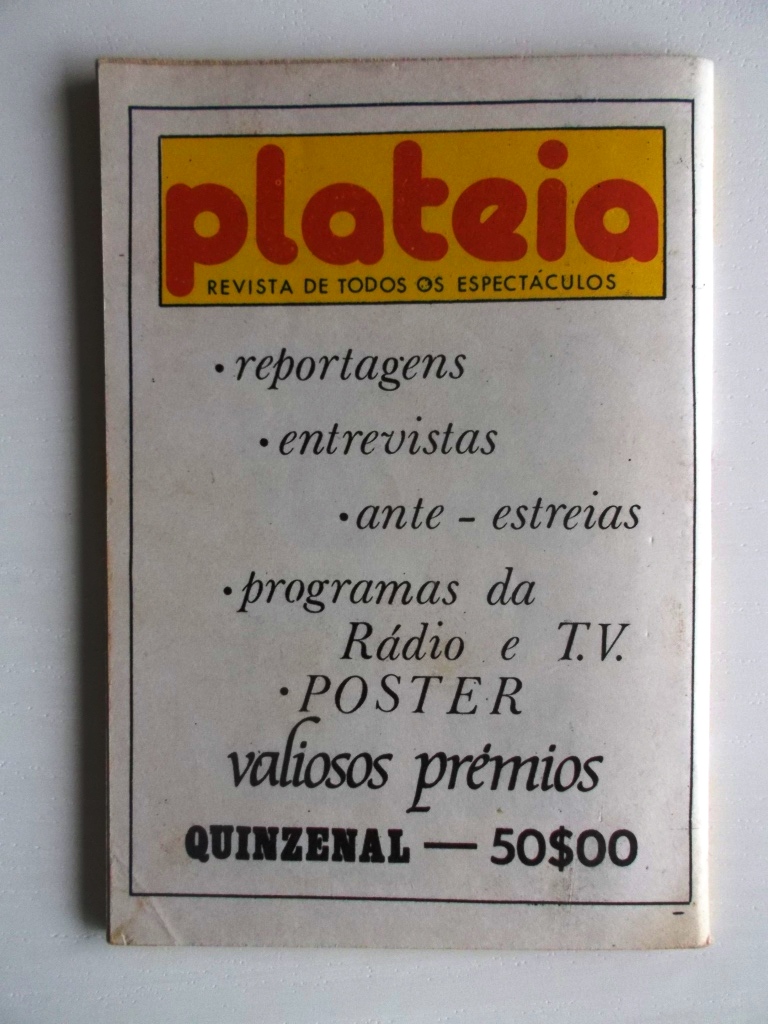 plateia
REVISTA DE TODOS OS ESPECTÁCULOS
• reportagens
• entrevistas
• ante - estreias
• programas da
Rádio e T.V.
• POSTER
valiosos prémios
QUINZENAL — 50$00